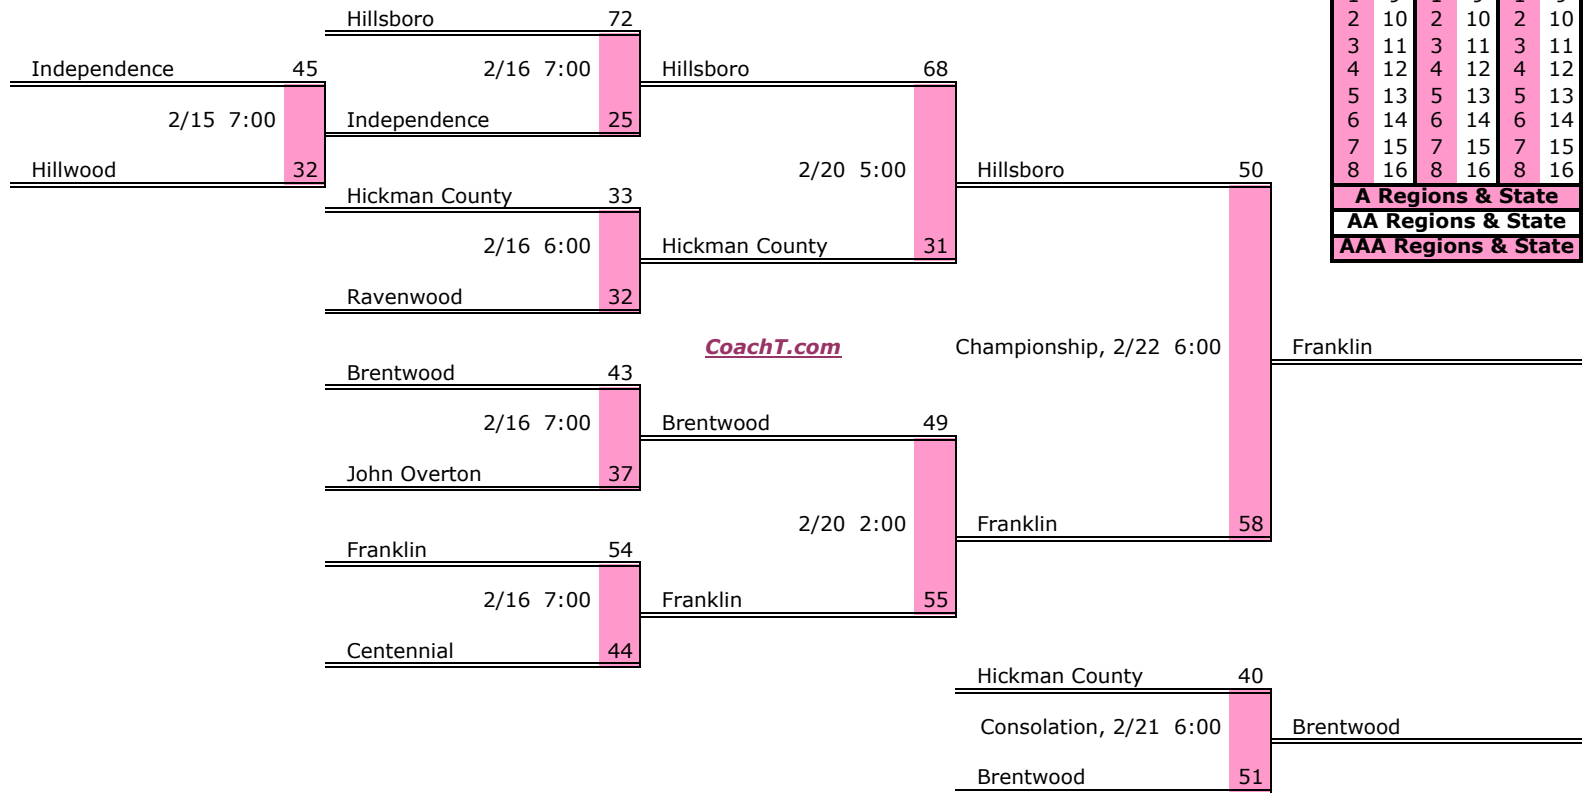 1 9 1 9 1 9
Hillsboro 72
2 10 2 10 2 10
3 11 3 11 3 11
Independence 45
2/16 7:00
Hillsboro 68
4 12 4 12 4 12
5 13 5 13 5 13
2/15 7:00
Independence 25
6 14 6 14 6 14
7 15 7 15 7 15
Hillwood 32
2/20 5:00
Hillsboro 50
8 16 8 16 8 16
Hickman County 33
A Regions & State
AA Regions & State
2/16 6:00
Hickman County 31
AAA Regions & State
Ravenwood 32
CoachT.com
Championship, 2/22 6:00
Franklin
Brentwood 43
2/16 7:00
Brentwood 49
John Overton 37
2/20 2:00
Franklin 58
Franklin 54
2/16 7:00
Franklin 55
Centennial 44
Hickman County 40
Consolation, 2/21 6:00
Brentwood
Brentwood 51